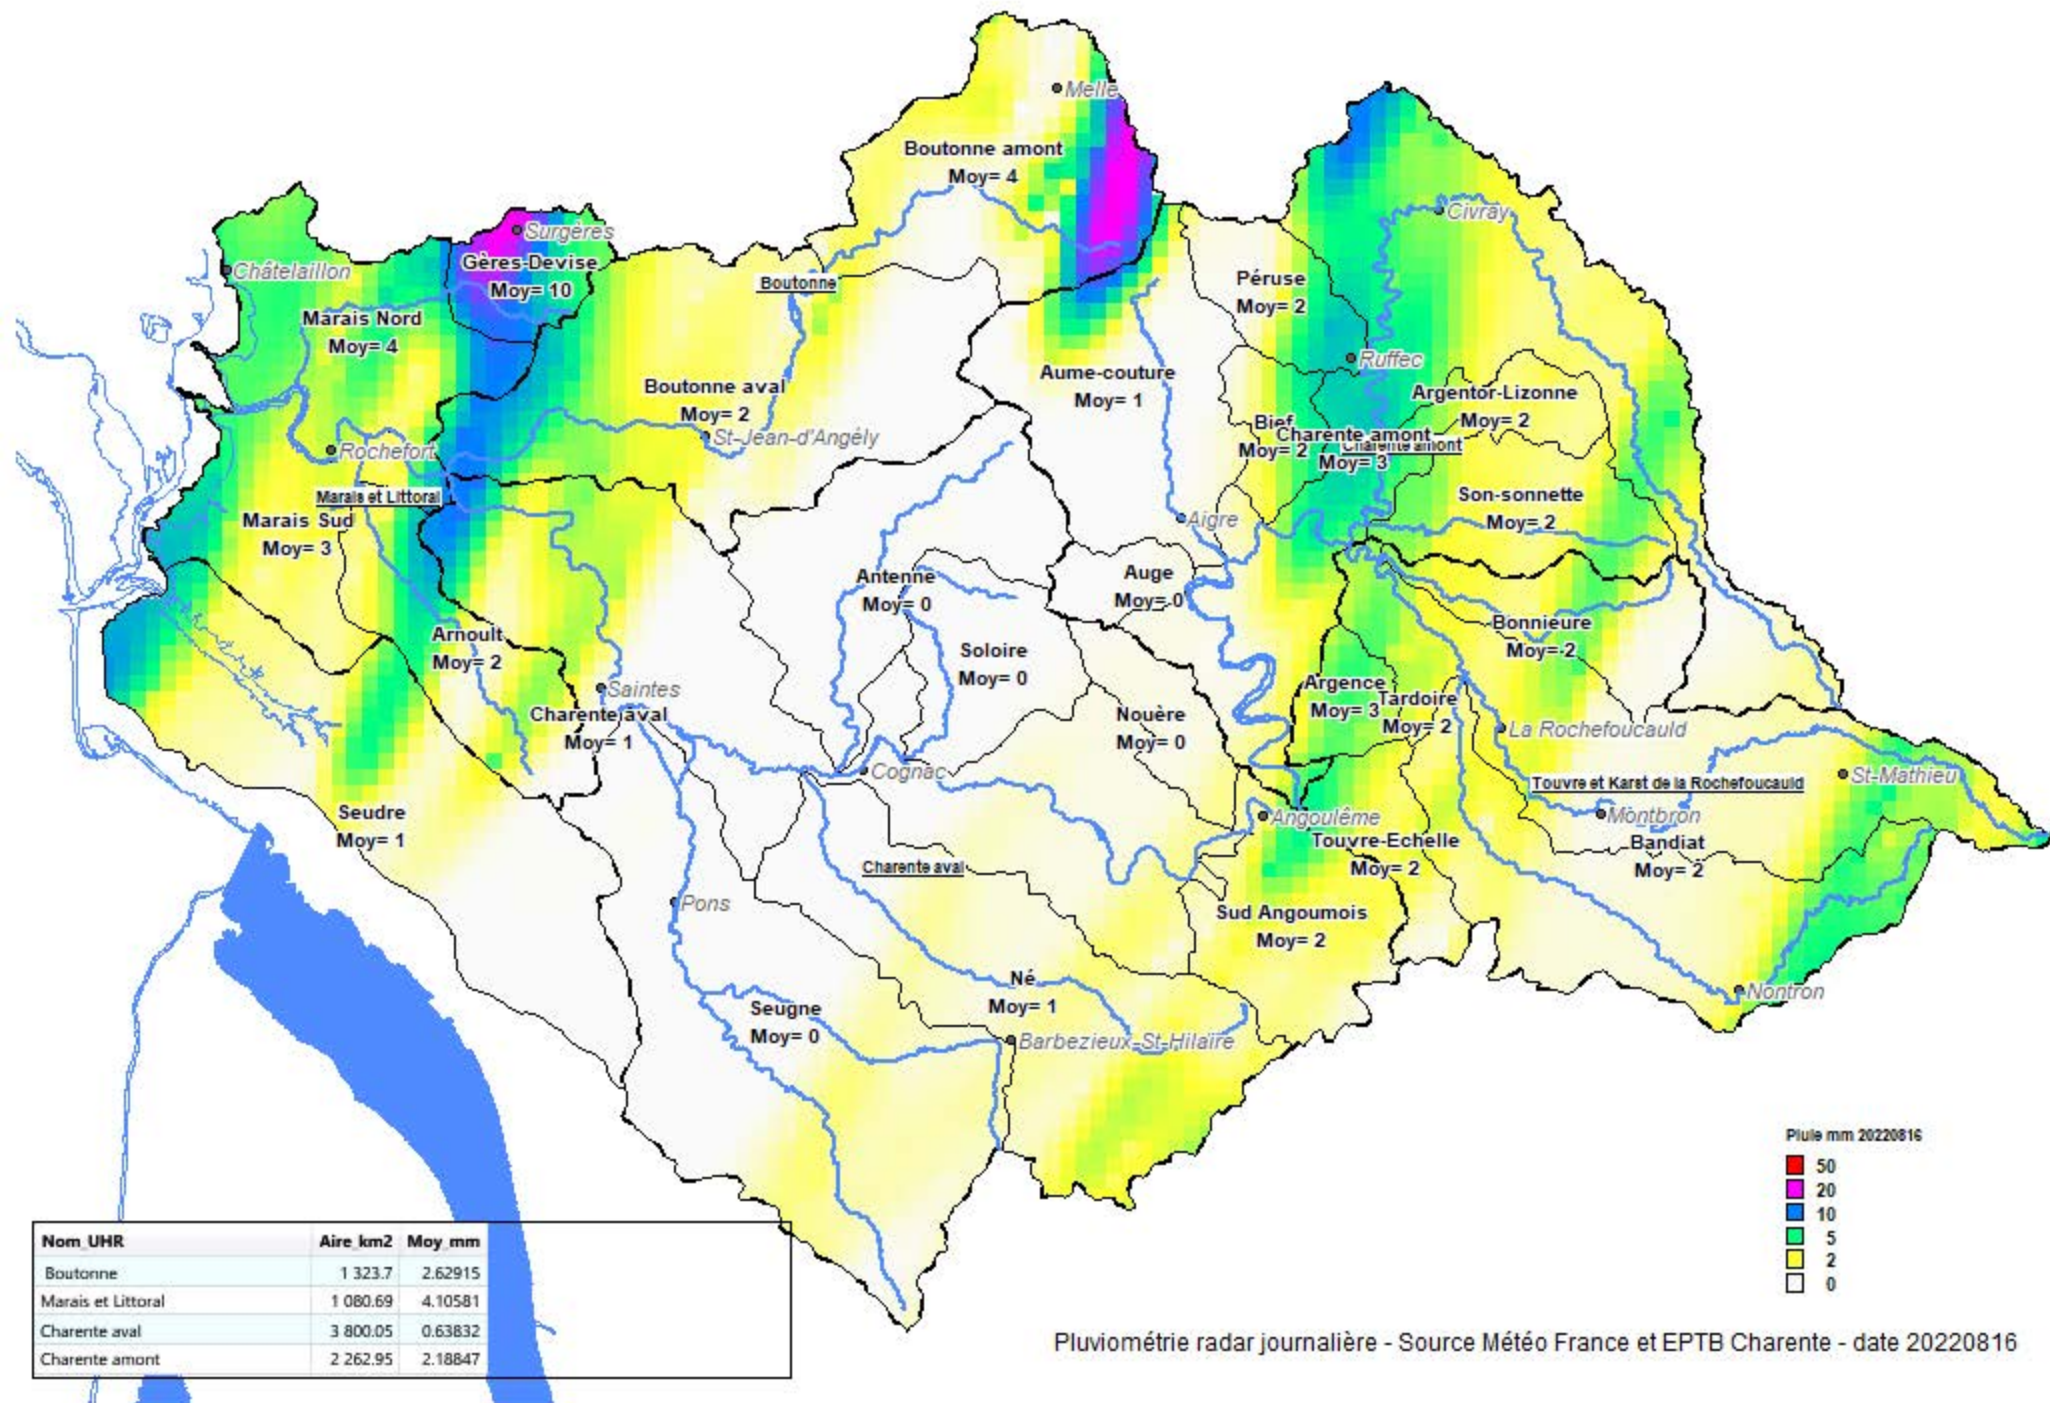 Melle
Boutonne amont
Moy= 4
Surgères
Civray
Gères-Devise
Moy= 10
Châtelaillon
Boutonne
Péruse
Moy= 2
Marais Nord
Moy= 4
Ruffec
Boutonne aval
Moy= 2
Aume-couture
Moy= 1
Argentor-Lizonne
Moy= 2
St-Jean-d'Angély
Rochefort
Bief
Moy= 2
Charente amont
Moy= 3
Charente amont
Marais et Littoral
Son-sonnette
Moy= 2
Marais Sud
Moy= 3
Aigre
Antenne
Moy= 0
Auge
Moy= 0
Bonnieure
Moy= 2
Arnoult
Moy= 2
Soloire
Moy= 0
Saintes
Argence
Moy= 3
Tardoire
Moy= 2
Charente aval
Moy= 1
Nouère
Moy= 0
La Rochefoucauld
Cognac
Touvre et Karst de la Rochefoucauld
St-Mathieu
Seudre
Moy= 1
Angoulême
Montbron
Touvre-Echelle
Moy= 2
Bandiat
Moy= 2
Charente aval
Pons
Sud Angoumois
Moy= 2
Né
Moy= 1
Nontron
Seugne
Moy= 0
Barbezieux-St-Hilaire
Pluie mm 20220816
50
20
10
5
2
0
Nom_UHR Aire_km2 Moy_mm
Boutonne 1 323.7 2.62915
Marais et Littoral 1 080.69 4.10581
Charente aval 3 800.05 0.63832
Charente amont 2 262.95 2.18847
Pluviométrie radar journalière - Source Météo France et EPTB Charente - date 20220816